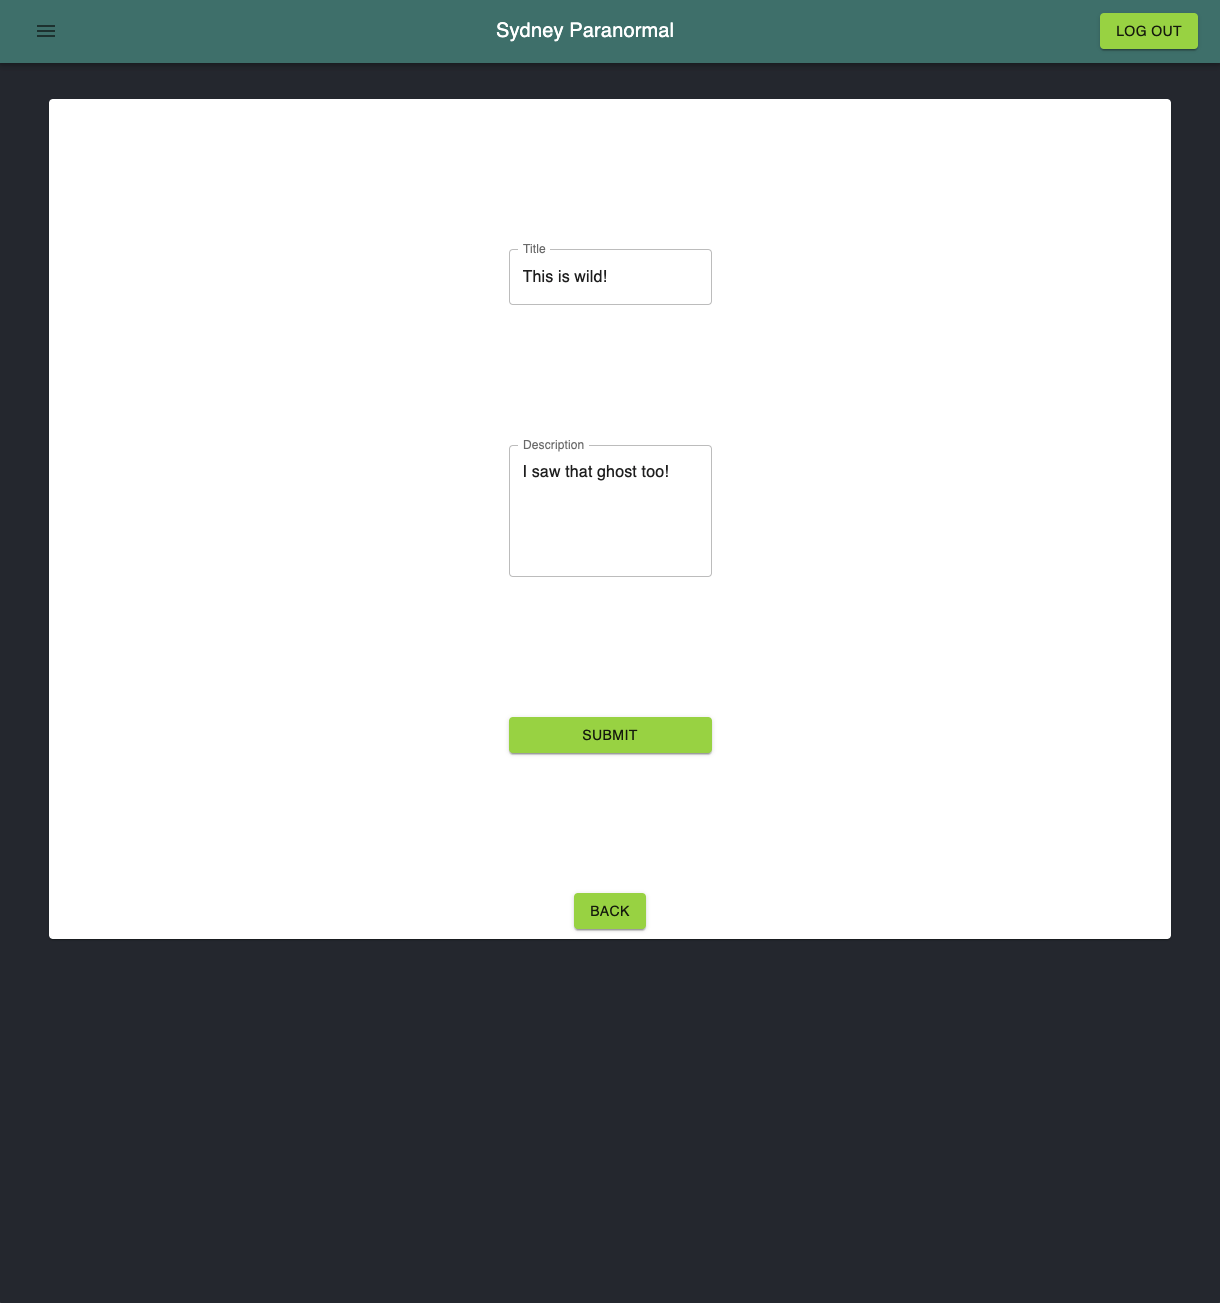 Sydney Paranormal
LOG OUT
Title
This is wild!
Description
I saw that ghost too!
SUBMIT
BACK